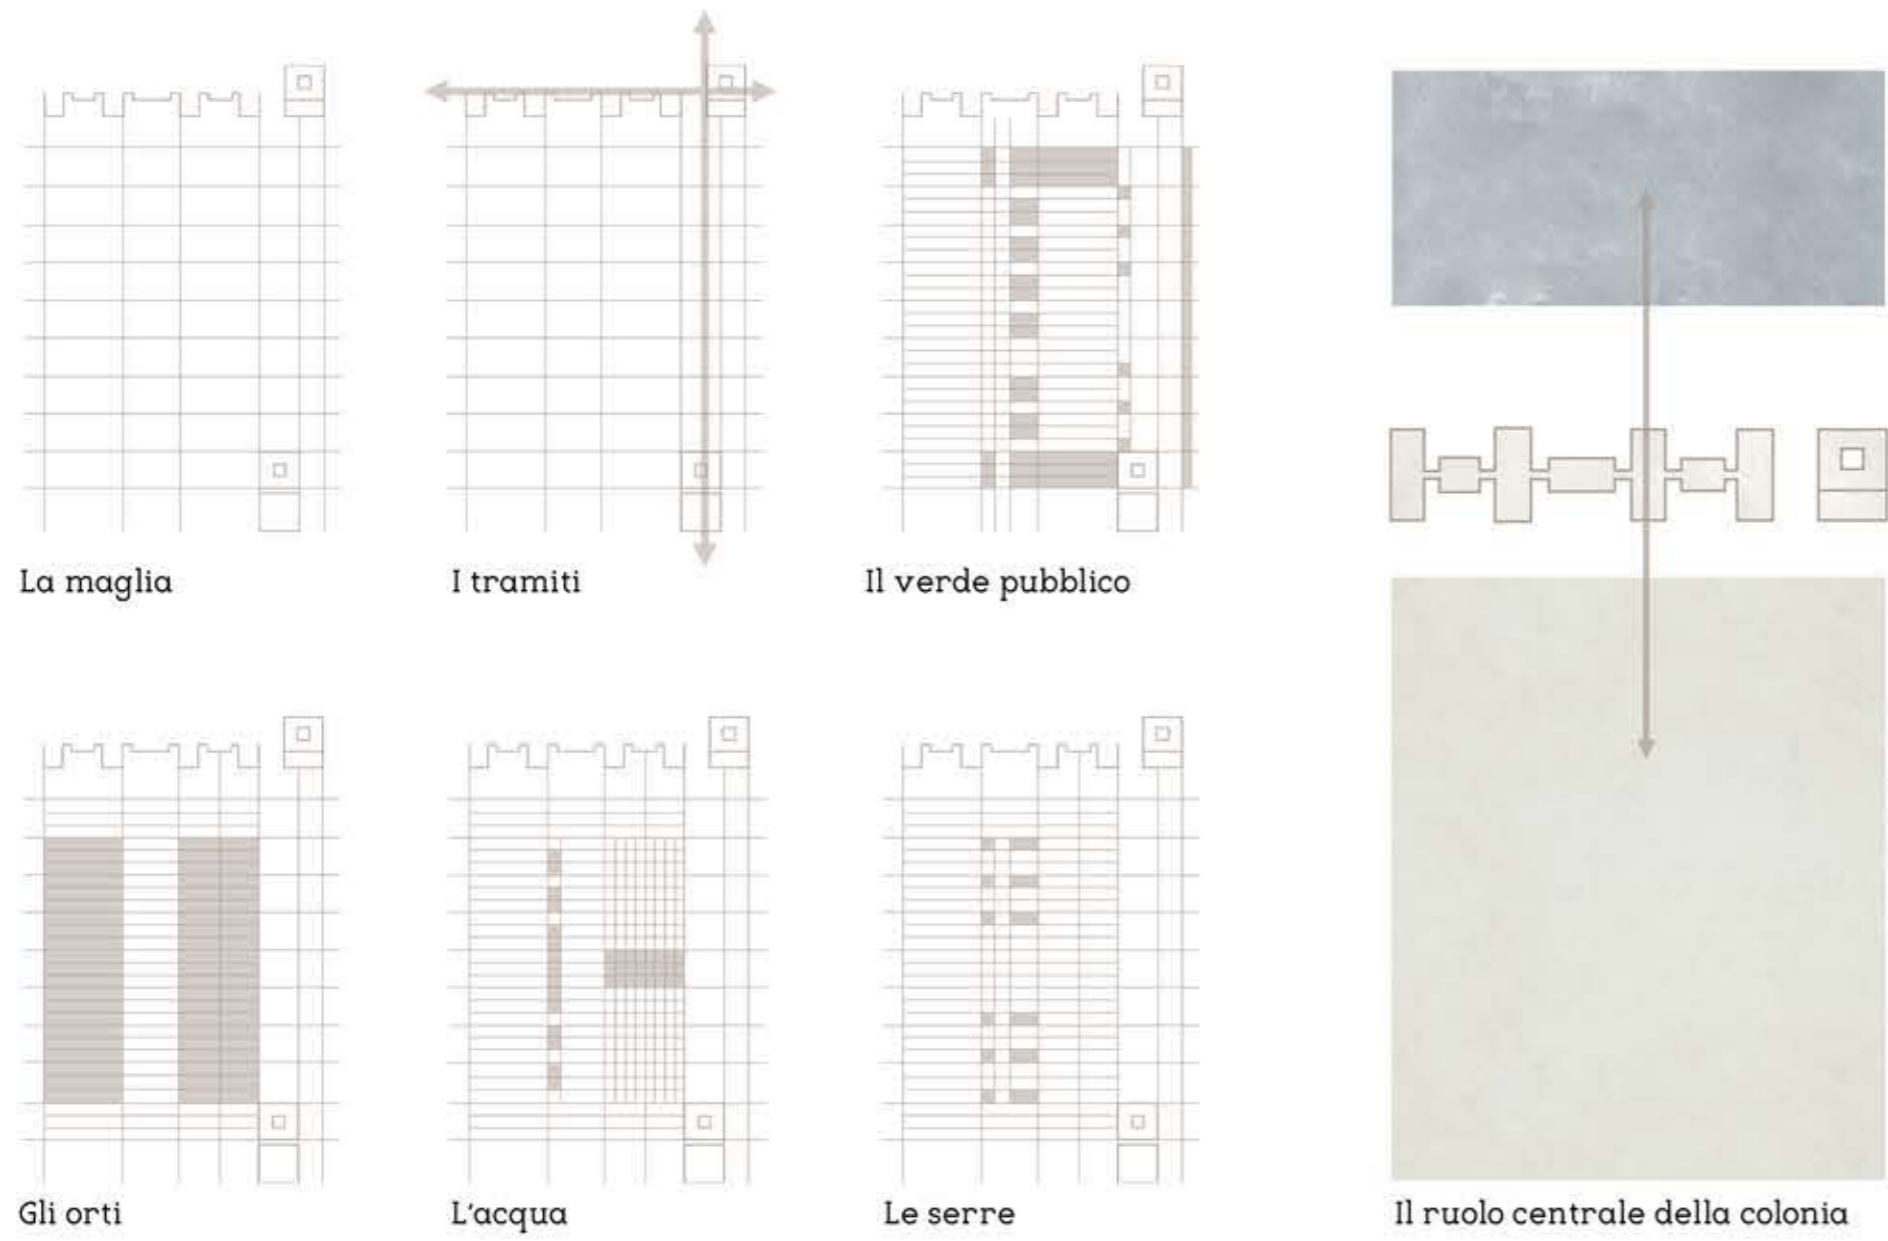 La maglia
I tramiti
Il verde pubblico
Gli orti
L'acqua
Le serre
Il ruolo centrale della colonia